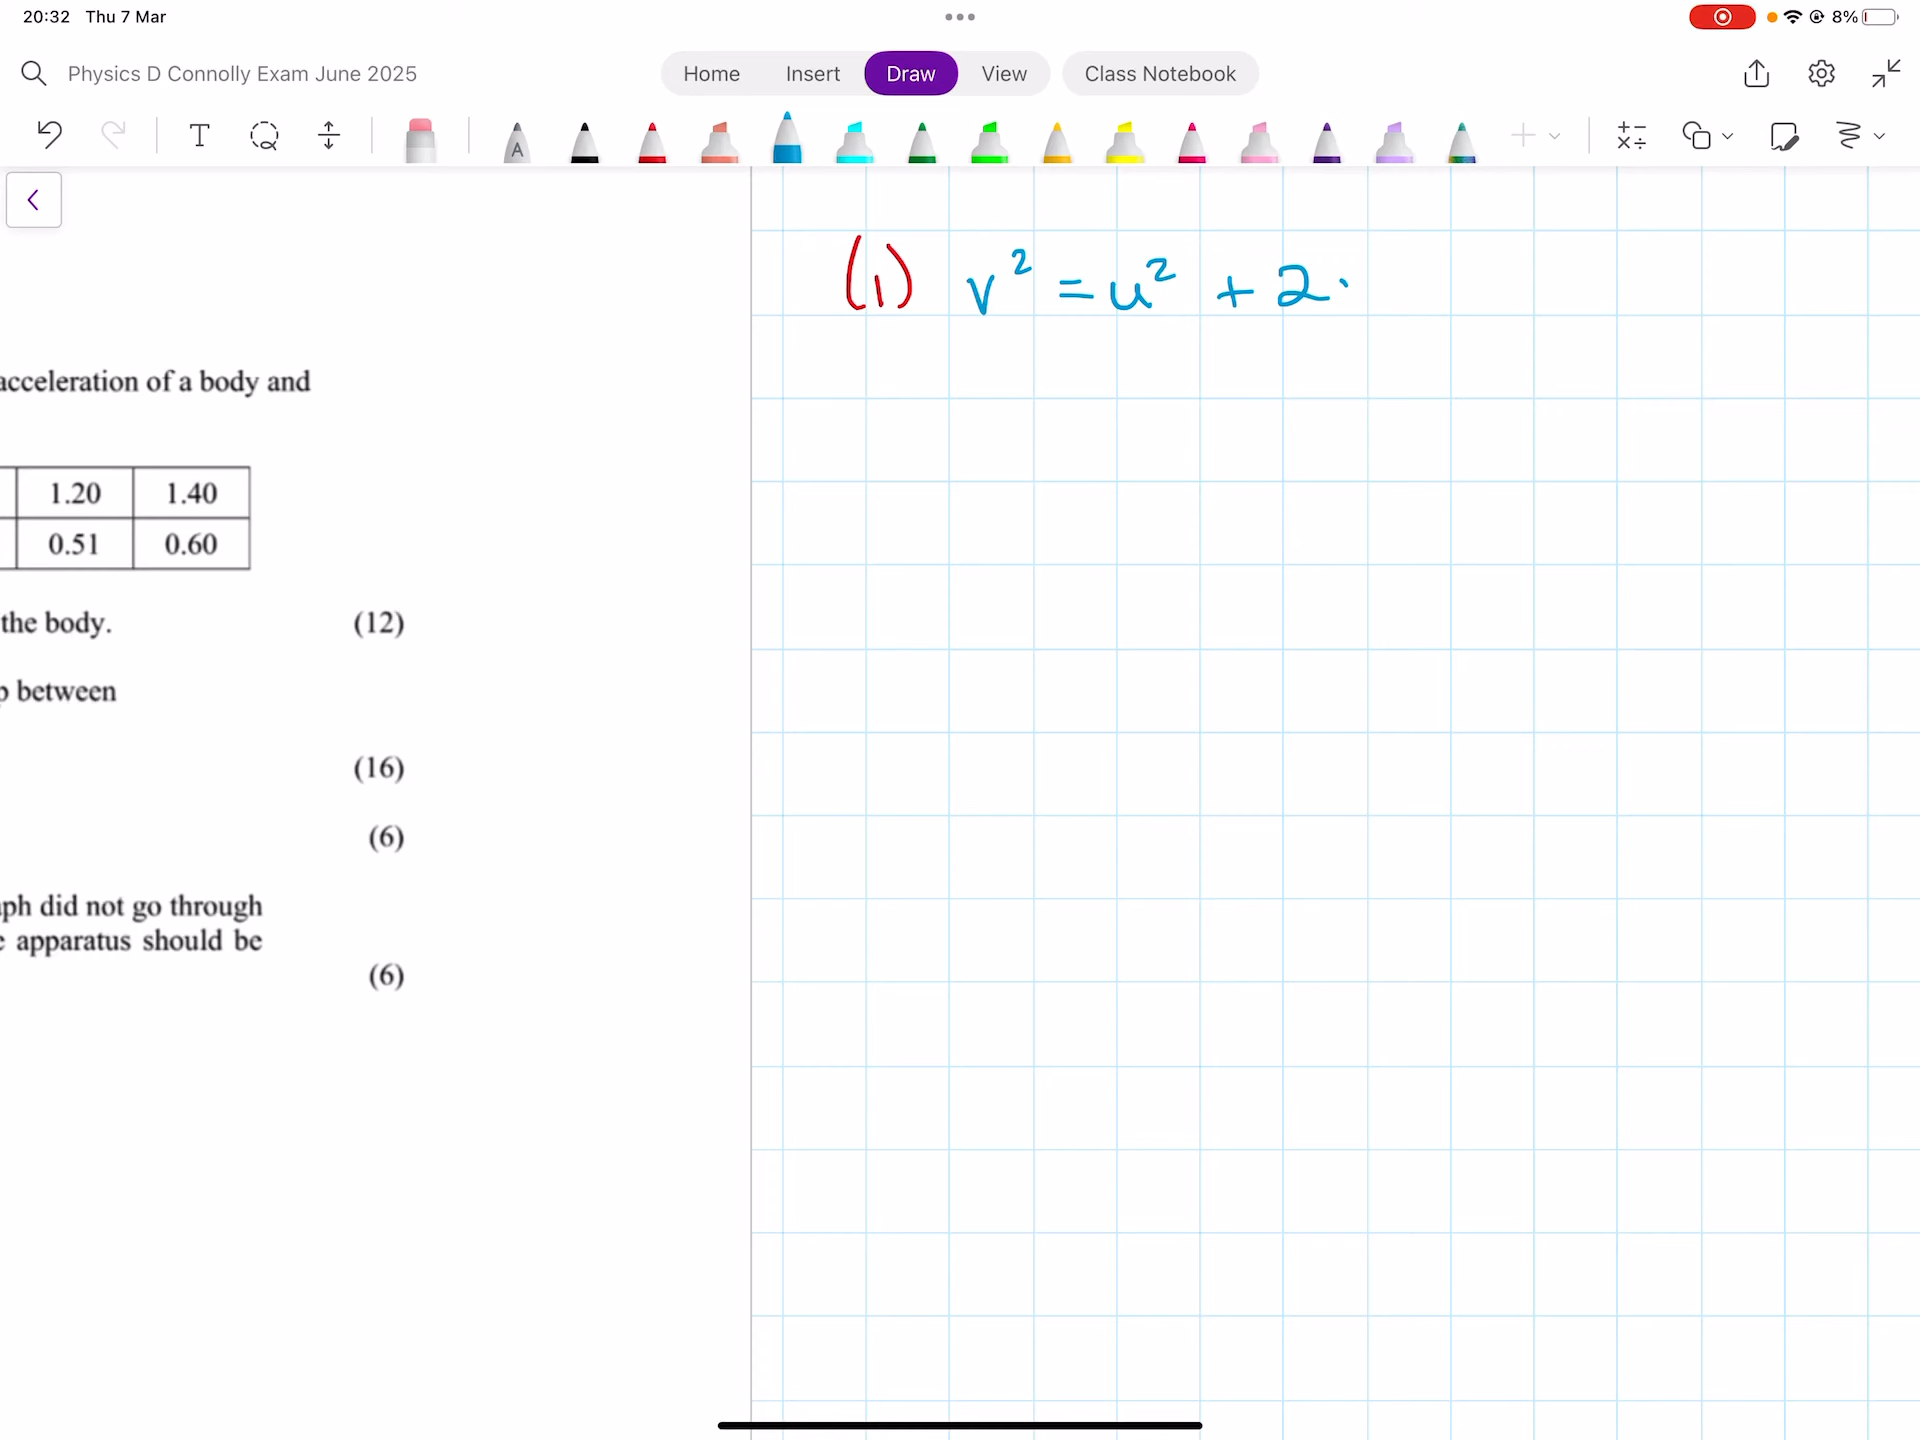 20:32 Thu 7 Mar 8%
Physics D Connolly Exam June 2025 Home Insert Draw View Class Notebook
T A
(i) v² = u² + 2·
acceleration of a body and
1.20 1.40
0.51 0.60
the body. (12)
between
(16)
(6)
did not go through
apparatus should be
(6)